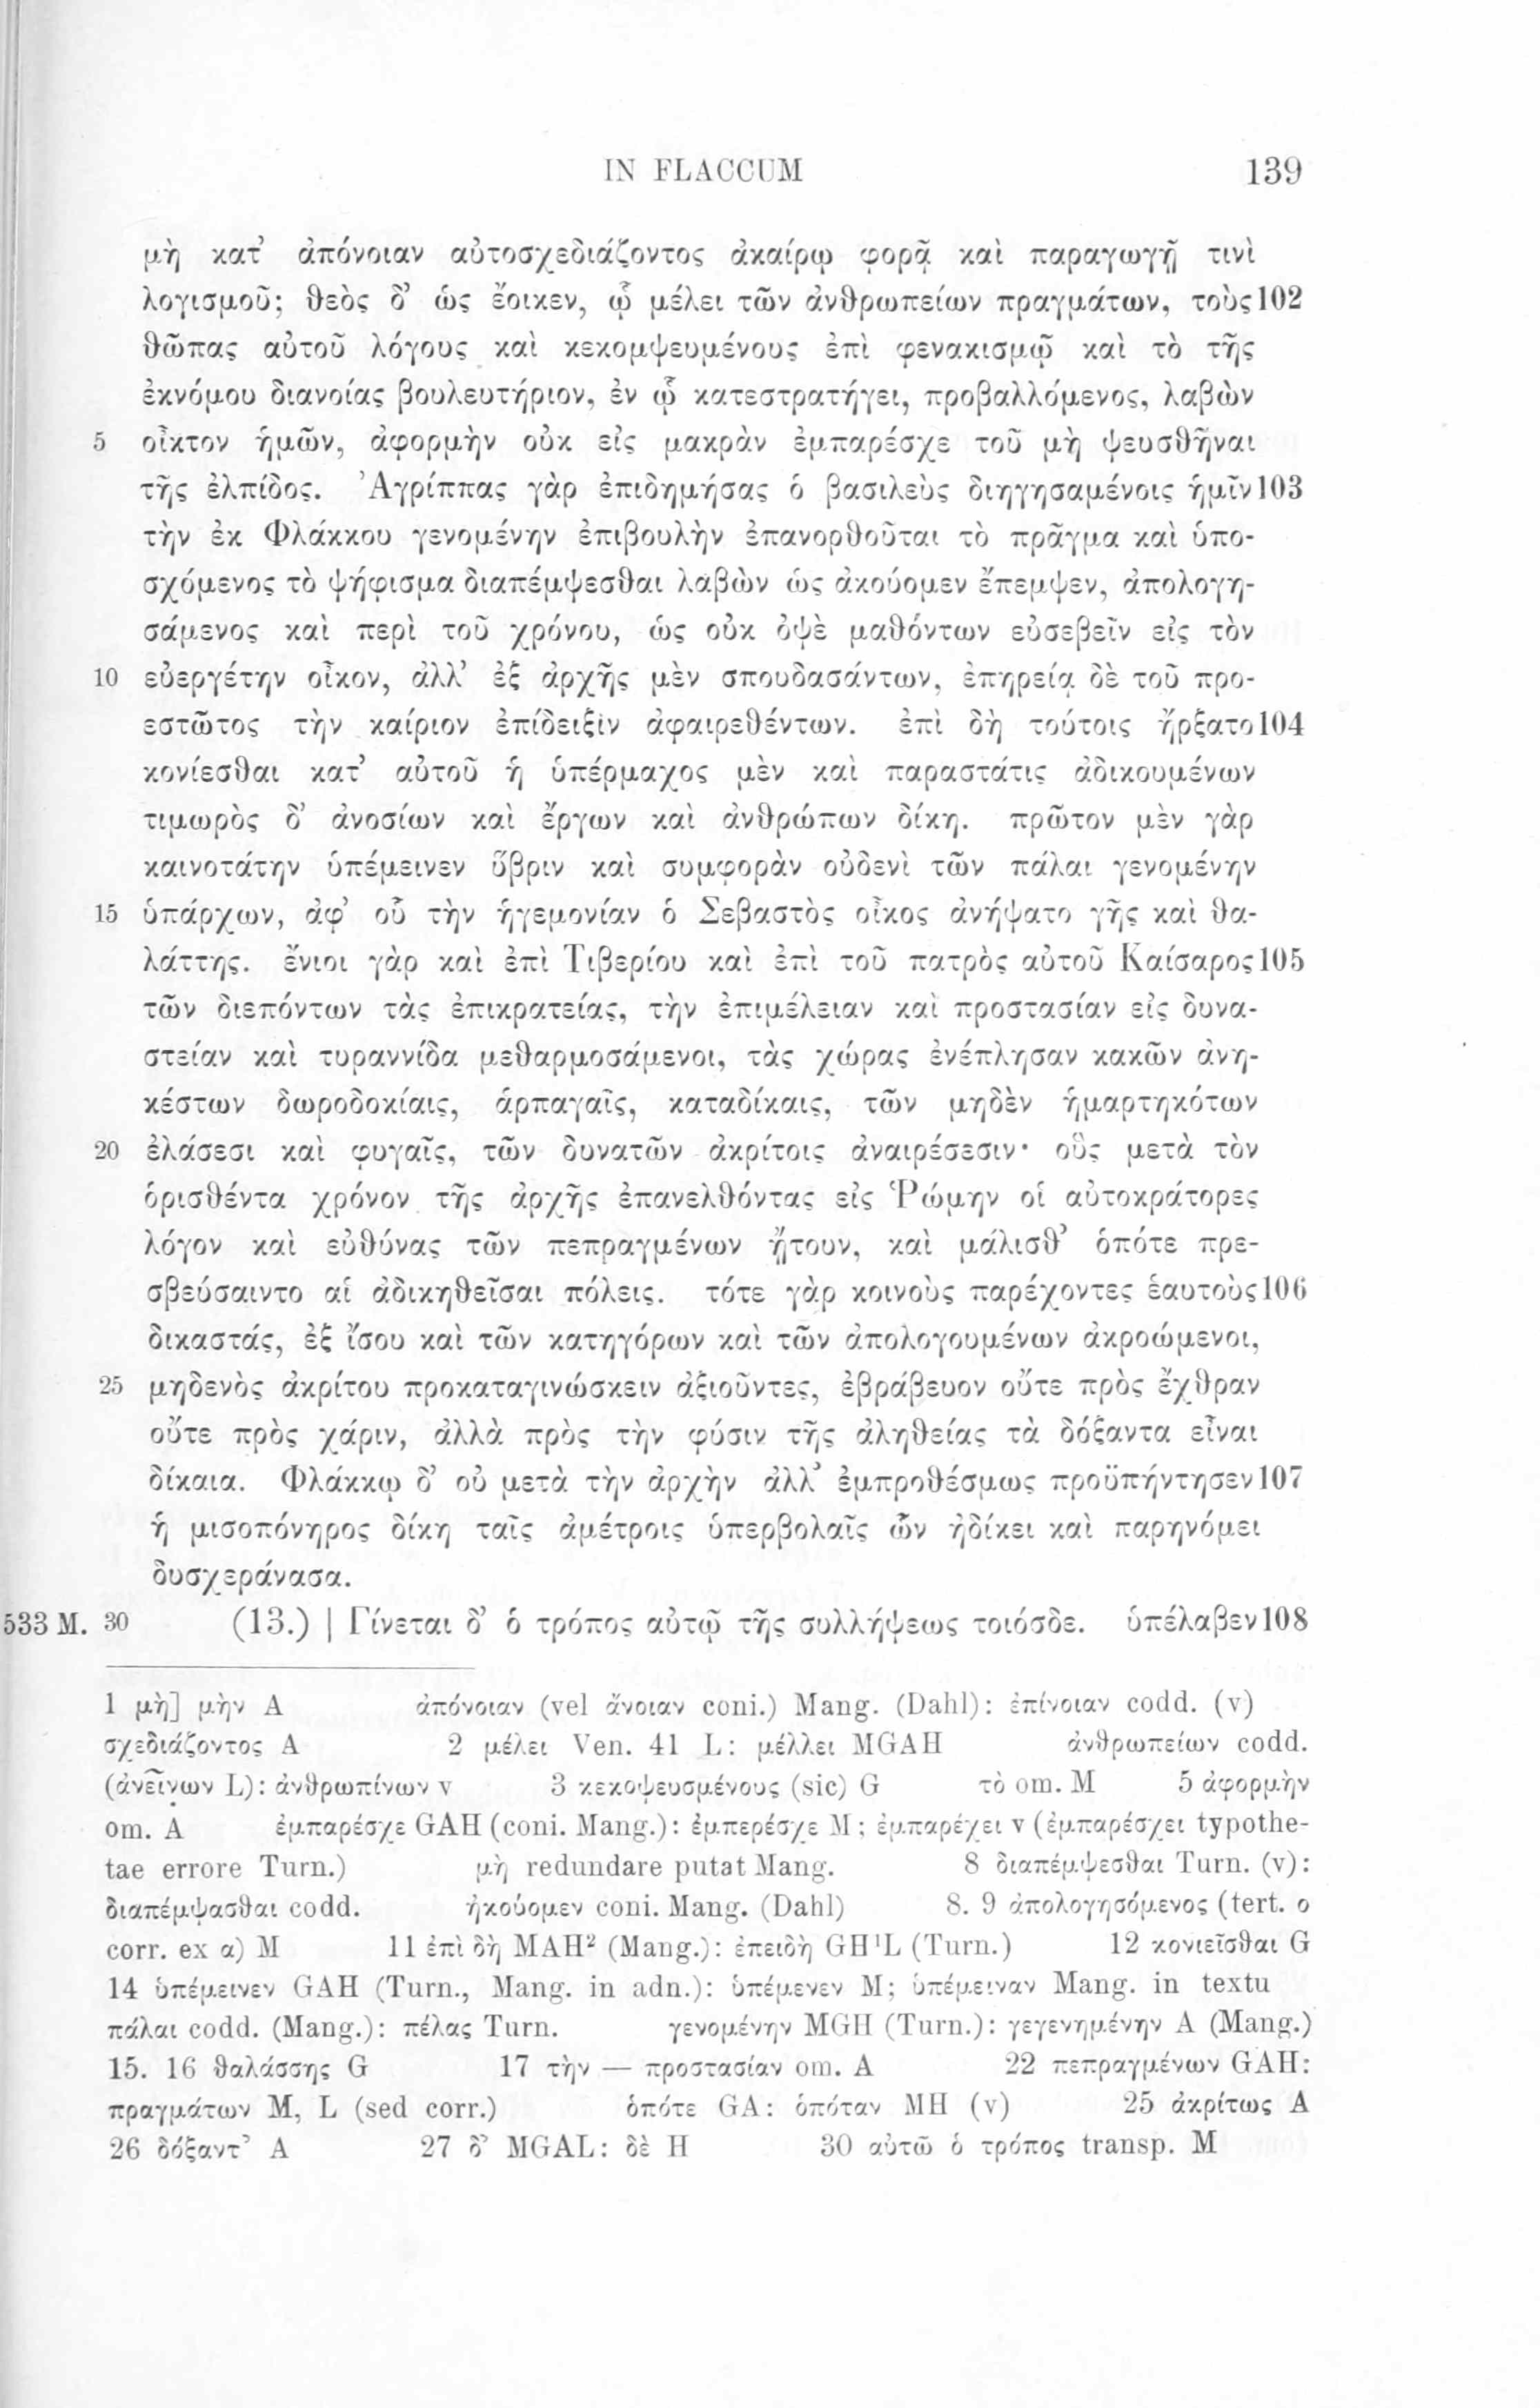 IN FLACCUM 139
μὴ κατ’ ἀπόνοιαν αὐτοσχεδιάζοντος ἀκαίρῳ φορᾷ καὶ παραγωγῇ τινὶ
λογισμοῦ; θεὸς δ’ ὡς ἔοικεν, ᾧ μέλει τῶν ἀνθρωπείων πραγμάτων, τοὺς 102
θῶπας αὐτοῦ λόγους καὶ κεκομψευμένους ἐπὶ φενακισμῷ καὶ τὸ τῆς
ἐκνόμου διανοίας βουλευτήριον, ἐν ᾧ κατεστρατήγει, προβαλλόμενος, λαβὼν
5 οἶκτον ἡμῶν, ἀφορμὴν οὐκ εἰς μακρὰν ἐμπαρέσχε τοῦ μὴ ψευσθῆναι
τῆς ἐλπίδος. Ἀγρίππας γὰρ ἐπιδημήσας ὁ βασιλεὺς διηγησαμένοις ἡμῖν 103
τὴν ἐκ Φλάκκου γενομένην ἐπιβουλὴν ἐπανορθοῦται τὸ πρᾶγμα καὶ ὑπο-
σχόμενος τὸ ψήφισμα διαπέμψεσθαι λαβὼν ὡς ἀκούομεν ἔπεμψεν, ἀπολογη-
σάμενος καὶ περὶ τοῦ χρόνου, ὡς οὐκ ὀψὲ μαθόντων εὐσεβεῖν εἰς τὸν
10 εὐεργέτην οἶκον, ἀλλ’ ἐξ ἀρχῆς μὲν σπουδασάντων, ἐπηρείᾳ δὲ τοῦ προ-
εστῶτος τὴν καίριον ἐπίδειξιν ἀφαιρεθέντων. ἐπὶ δὴ τούτοις ἤρξατο 104
κονίεσθαι κατ’ αὐτοῦ ἡ ὑπέρμαχος μὲν καὶ παραστάτις ἀδικουμένων
τιμωρὸς δ’ ἀνοσίων καὶ ἔργων καὶ ἀνθρώπων δίκη. πρῶτον μὲν γὰρ
καινοτάτην ὑπέμεινεν ὕβριν καὶ συμφορὰν οὐδενὶ τῶν πάλαι γενομένην
15 ὑπάρχων, ἀφ’ οὗ τὴν ἡγεμονίαν ὁ Σεβαστὸς οἶκος ἀνήψατο γῆς καὶ θα-
λάττης. ἔνιοι γὰρ καὶ ἐπὶ Τιβερίου καὶ ἐπὶ τοῦ πατρὸς αὐτοῦ Καίσαρος 105
τῶν διεπόντων τὰς ἐπικρατείας, τὴν ἐπιμέλειαν καὶ προστασίαν εἰς δυνα-
στείαν καὶ τυραννίδα μεθαρμοσάμενοι, τὰς χώρας ἐνέπλησαν κακῶν ἀνη-
κέστων δωροδοκίαις, ἁρπαγαῖς, καταδίκαις, τῶν μηδὲν ἡμαρτηκότων
20 ἐλάσεσι καὶ φυγαῖς, τῶν δυνατῶν ἀκρίτοις ἀναιρέσεσιν· οὓς μετὰ τὸν
ὁρισθέντα χρόνον τῆς ἀρχῆς ἐπανελθόντας εἰς Ῥώμην οἱ αὐτοκράτορες
λόγον καὶ εὐθύνας τῶν πεπραγμένων ᾔτουν, καὶ μάλισθ’ ὁπότε πρε-
σβεύσαιντο αἱ ἀδικηθεῖσαι πόλεις. τότε γὰρ κοινοὺς παρέχοντες ἑαυτοὺς 106
δικαστάς, ἐξ ἴσου καὶ τῶν κατηγόρων καὶ τῶν ἀπολογουμένων ἀκροώμενοι,
25 μηδενὸς ἀκρίτου προκαταγινώσκειν ἀξιοῦντες, ἐβράβευον οὔτε πρὸς ἔχθραν
οὔτε πρὸς χάριν, ἀλλὰ πρὸς τὴν φύσιν τῆς ἀληθείας τὰ δόξαντα εἶναι
δίκαια. Φλάκκῳ δ’ οὐ μετὰ τὴν ἀρχὴν ἀλλ’ ἐμπροθέσμως προϋπήντησεν 107
ἡ μισοπόνηρος δίκη ταῖς ἀμέτροις ὑπερβολαῖς ὧν ἠδίκει καὶ παρηνόμει
δυσχεράνασα.
533 M. 30 (13.) | Γίνεται δ’ ὁ τρόπος αὐτῷ τῆς συλλήψεως τοιόσδε. ὑπέλαβεν 108
1 μὴ] μὴν A ἀπόνοιαν (vel ἄνοιαν coni.) Mang. (Dahl): ἐπίνοιαν codd. (v)
σχεδιάζοντος A 2 μέλει Ven. 41 L: μέλλει MGAH ἀνθρωπείων codd.
(ἀνείνων L): ἀνθρωπίνων v 3 κεκοψευσμένους (sic) G τὸ om. M 5 ἀφορμὴν
om. A ἐμπαρέσχε GAH (coni. Mang.): ἐμπερέσχε M; ἐμπαρέχει v (ἐμπαρέσχει typothe-
tae errore Turn.) μὴ redundare putat Mang. 8 διαπέμψεσθαι Turn. (v):
διαπέμψασθαι codd. ἠκούομεν coni. Mang. (Dahl) 8. 9 ἀπολογησόμενος (tert. ο
corr. ex α) M 11 ἐπὶ δὴ MAH² (Mang.): ἐπειδὴ GH¹L (Turn.) 12 κονιεῖσθαι G
14 ὑπέμεινεν GAH (Turn., Mang. in adn.): ὑπέμενεν M; ὑπέμειναν Mang. in textu
πάλαι codd. (Mang.): πέλας Turn. γενομένην MGH (Turn.): γεγενημένην A (Mang.)
15. 16 θαλάσσης G 17 τὴν — προστασίαν om. A 22 πεπραγμένων GAH:
πραγμάτων M, L (sed corr.) ὁπότε GA: ὁπόταν MH (v) 25 ἀκρίτως A
26 δόξαντ’ A 27 δ’ MGAL: δὲ H 30 αὐτῶ ὁ τρόπος transp. M